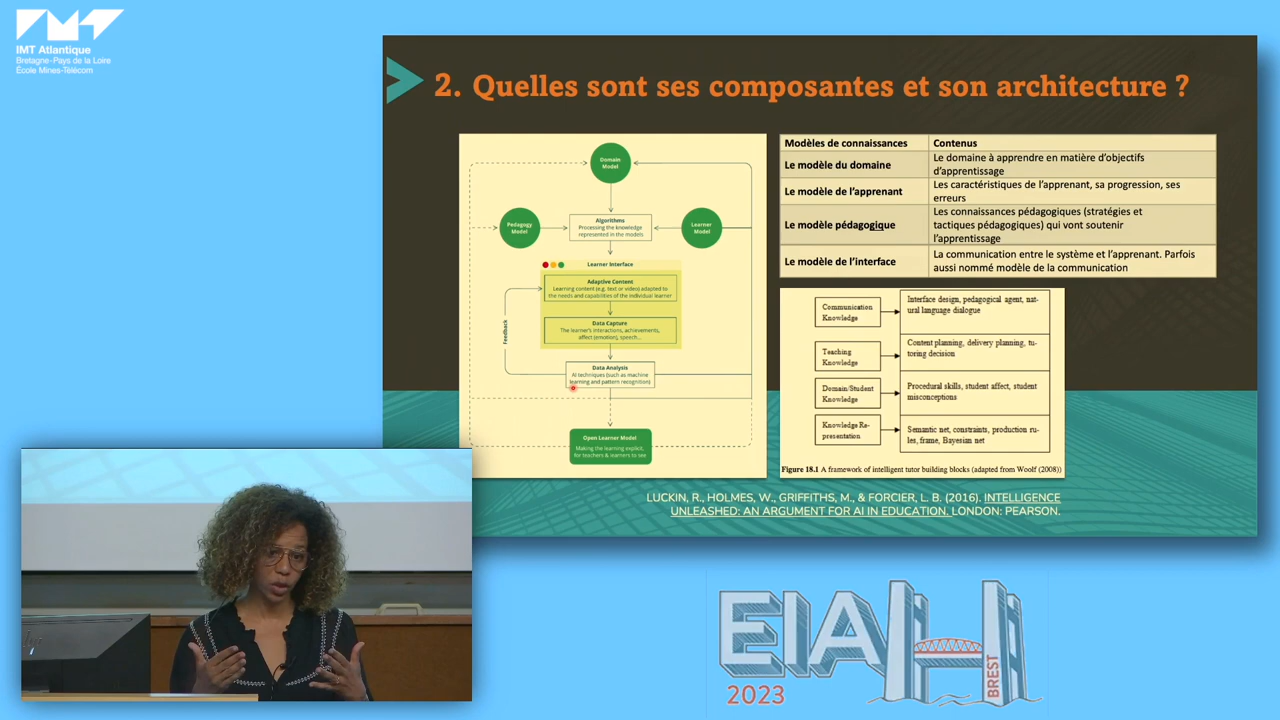 IMT Atlantique
Bretagne-Pays de la Loire
École Mines-Télécom
2. Quelles sont ses composantes et son architecture ?
Domain
Model
Pedagogy
Model
Algorithms
Processing the knowledge
represented in the models
Learner
Model
Learner Interface
Adaptive Content
Learning content (e.g. text or video) adapted to
the needs and capabilities of the individual learner
Feedback
Data Capture
The learner's interactions, achievements,
affect (emotion), speech...
Data Analysis
AI techniques (such as machine
learning and pattern recognition)
Open Learner Model
Making the learning explicit,
for teachers & learners to see
Modèles de connaissances Contenus
Le modèle du domaine Le domaine à apprendre en matière d'objectifs
d'apprentissage
Le modèle de l'apprenant Les caractéristiques de l'apprenant, sa progression, ses
erreurs
Le modèle pédagogique Les connaissances pédagogiques (stratégies et
tactiques pédagogiques) qui vont soutenir
l'apprentissage
Le modèle de l'interface La communication entre le système et l'apprenant. Parfois
aussi nommé modèle de la communication
Communication
Knowledge
Interface design, pedagogical agent, nat-
ural language dialogue
Teaching
Knowledge
Content planning, delivery planning, tu-
toring decision
Domain/Student
Knowledge
Procedural skills, student affect, student
misconceptions
Knowledge Re-
presentation
Semantic net, constraints, production ru-
les, frame, Bayesian net
Figure 18.1 A framework of intelligent tutor building blocks (adapted from Woolf (2008))
LUCKIN, R., HOLMES, W., GRIFFITHS, M., & FORCIER, L. B. (2016). INTELLIGENCE
UNLEASHED: AN ARGUMENT FOR AI IN EDUCATION. LONDON: PEARSON.
EIAH
BREST
2023